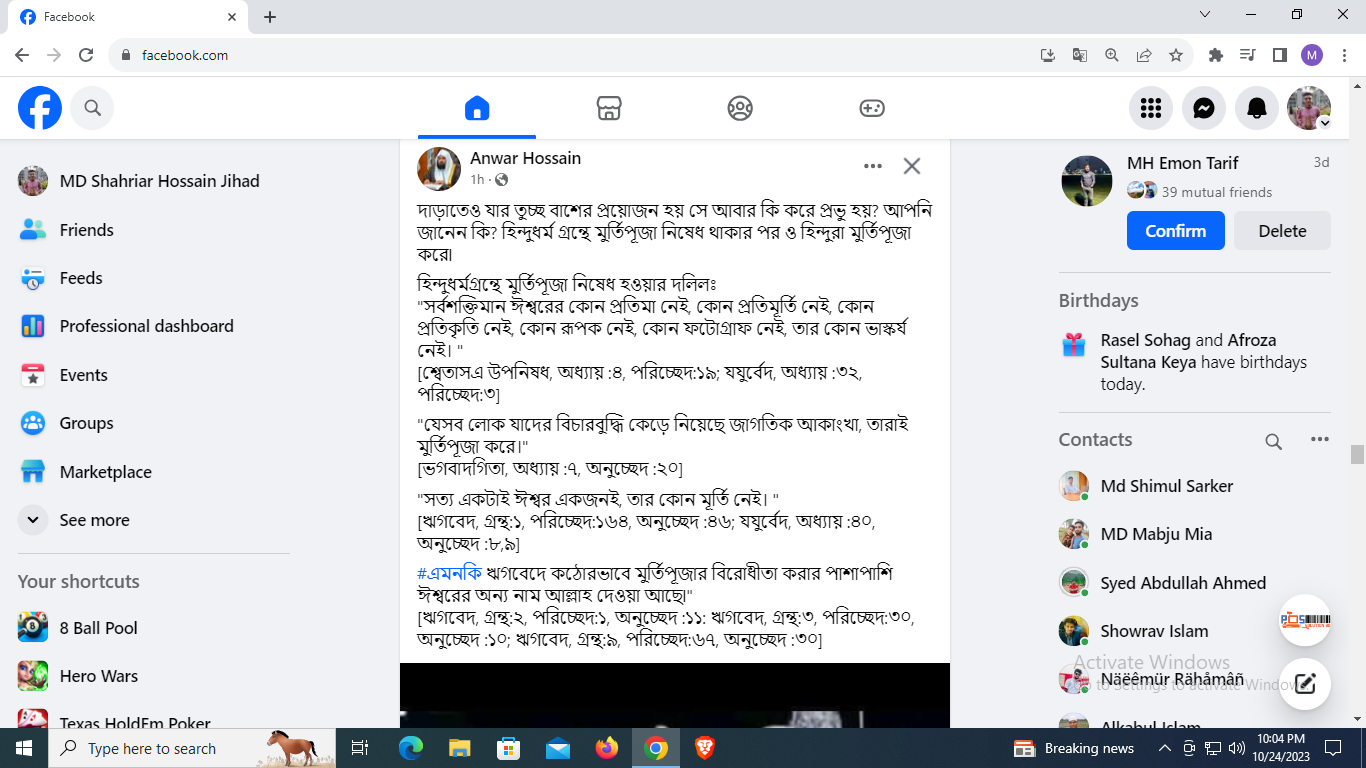 Facebook
facebook.com
M
Anwar Hossain
1h
দাড়াতেও যার তুচ্ছ বাশের প্রয়োজন হয় সে আবার কি করে প্রভু হয়? আপনি
জানেন কি? হিন্দুধর্ম গ্রন্থে মুর্তিপূজা নিষেধ থাকার পর ও হিন্দুরা মুর্তিপূজা
করে৷
হিন্দুধর্মগ্রন্থে মুর্তিপূজা নিষেধ হওয়ার দলিলঃ
"সর্বশক্তিমান ঈশ্বরের কোন প্রতিমা নেই, কোন প্রতিমূর্তি নেই, কোন
প্রতিকৃতি নেই, কোন রূপক নেই, কোন ফটোগ্রাফ নেই, তার কোন ভাস্কর্য
নেই। "
[শ্বেতাসএ উপনিষধ, অধ্যায় :৪, পরিচ্ছেদ:১৯; যযুর্বেদ, অধ্যায় :৩২,
পরিচ্ছেদ:৩]
"যেসব লোক যাদের বিচারবুদ্ধি কেড়ে নিয়েছে জাগতিক আকাংখা, তারাই
মুর্তিপূজা করে।"
[ভগবাদগিতা, অধ্যায় :৭, অনুচ্ছেদ :২০]
"সত্য একটাই ঈশ্বর একজনই, তার কোন মূর্তি নেই। "
[ঋগবেদ, গ্রন্থ:১, পরিচ্ছেদ:১৬৪, অনুচ্ছেদ :৪৬; যযুর্বেদ, অধ্যায় :৪০,
অনুচ্ছেদ :৮,৯]
#এমনকি ঋগবেদে কঠোরভাবে মুর্তিপূজার বিরোধীতা করার পাশাপাশি
ঈশ্বরের অন্য নাম আল্লাহ দেওয়া আছে৷"
[ঋগবেদ, গ্রন্থ:২, পরিচ্ছেদ:১, অনুচ্ছেদ :১১: ঋগবেদ, গ্রন্থ:৩, পরিচ্ছেদ:৩০,
অনুচ্ছেদ :১০; ঋগবেদ, গ্রন্থ:৯, পরিচ্ছেদ:৬৭, অনুচ্ছেদ :৩০]
MD Shahriar Hossain Jihad
Friends
Feeds
Professional dashboard
Events
Groups
Marketplace
See more
Your shortcuts
8 Ball Pool
Hero Wars
Texas HoldEm Poker
MH Emon Tarif
3d
39 mutual friends
Confirm
Delete
Birthdays
Rasel Sohag and Afroza
Sultana Keya have birthdays
today.
Contacts
Md Shimul Sarker
MD Mabju Mia
Syed Abdullah Ahmed
Showrav Islam
Näëêmür Rähåmâñ
Alkabul Islam
Activate Windows
Go to Settings to activate Windows.
Type here to search
Breaking news
10:04 PM
10/24/2023